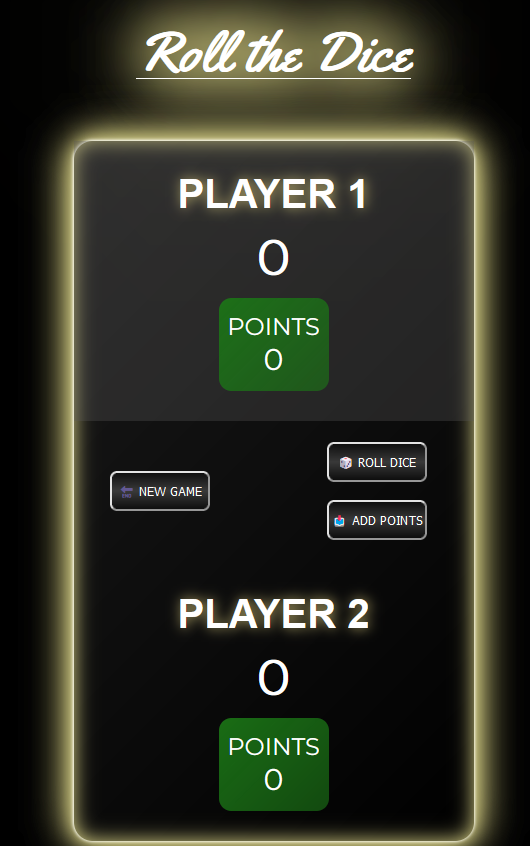 Roll the Dice
PLAYER 1
0
POINTS
0
NEW GAME
ROLL DICE
ADD POINTS
PLAYER 2
0
POINTS
0